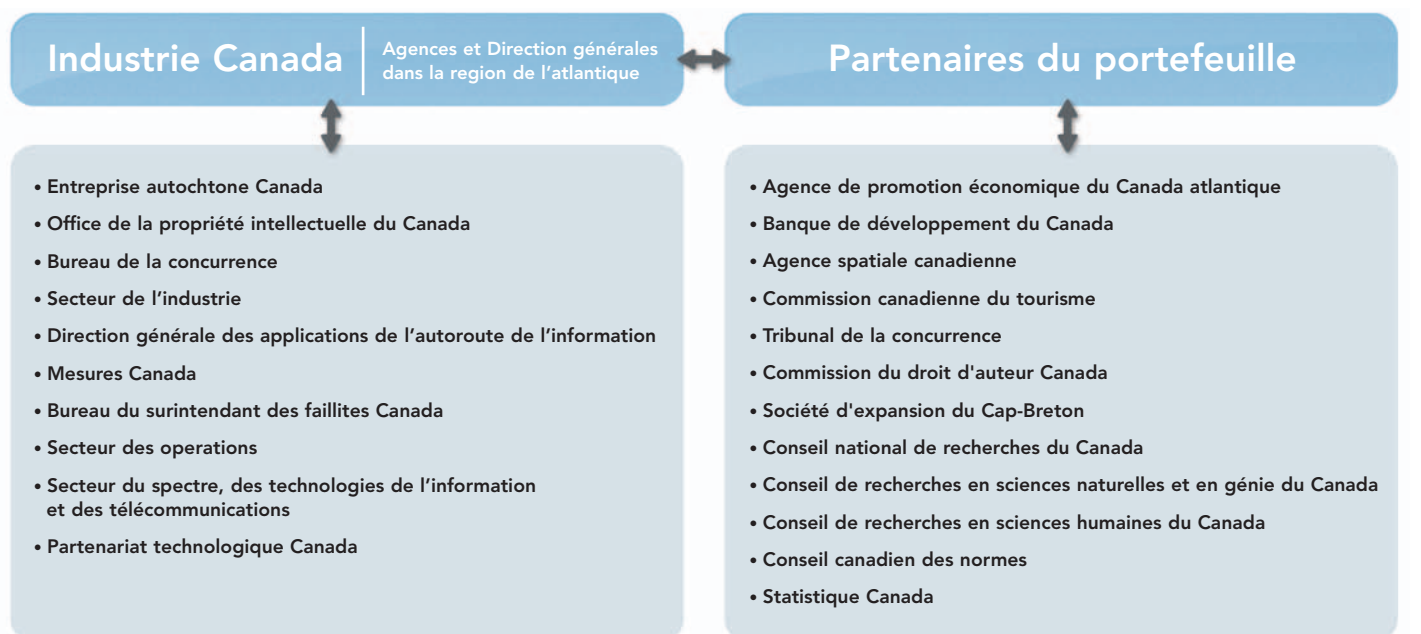 Industrie Canada
Agences et Direction générales
dans la region de l’atlantique
Partenaires du portefeuille
• Entreprise autochtone Canada
• Office de la propriété intellectuelle du Canada
• Bureau de la concurrence
• Secteur de l’industrie
• Direction générale des applications de l’autoroute de l’information
• Mesures Canada
• Bureau du surintendant des faillites Canada
• Secteur des operations
• Secteur du spectre, des technologies de l’information
et des télécommunications
• Partenariat technologique Canada
• Agence de promotion économique du Canada atlantique
• Banque de développement du Canada
• Agence spatiale canadienne
• Commission canadienne du tourisme
• Tribunal de la concurrence
• Commission du droit d'auteur Canada
• Société d'expansion du Cap-Breton
• Conseil national de recherches du Canada
• Conseil de recherches en sciences naturelles et en génie du Canada
• Conseil de recherches en sciences humaines du Canada
• Conseil canadien des normes
• Statistique Canada